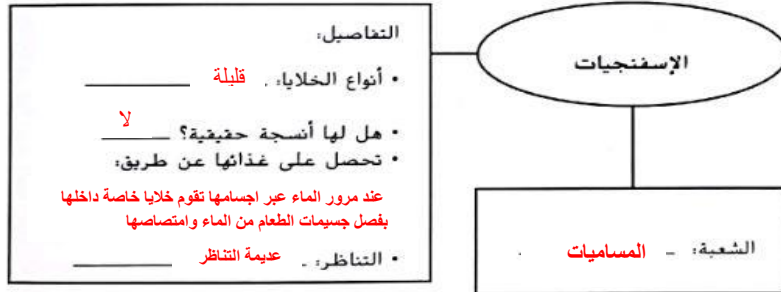 الإسفنجيات
التفاصيل:
• أنواع الخلايا: . قليلة
• هل لها أنسجة حقيقية؟ لا
• تحصل على غذائها عن طريق:
عند مرور الماء عبر اجسامها تقوم خلايا خاصة داخلها
بفصل جسيمات الطعام من الماء وامتصاصها
• التناظر: . عديمة التناظر
الشعبة: - المساميات .